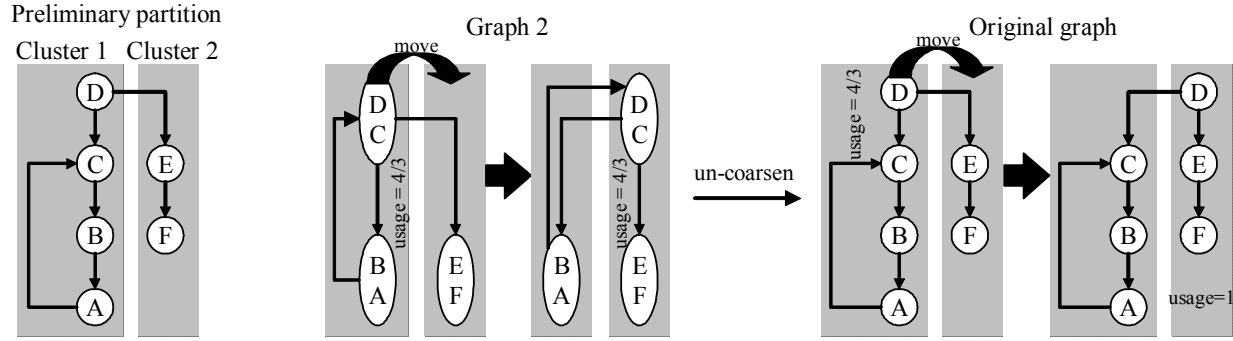 Preliminary partition
Cluster 1 Cluster 2
D
C
E
B
F
A
Graph 2
move
D
C
usage = 4/3
B
A
E
F
D
C
usage = 4/3
B
A
E
F
un-coarsen
Original graph
move
usage = 4/3
D
C
E
B
F
A
D
C
E
B
F
A
usage=1